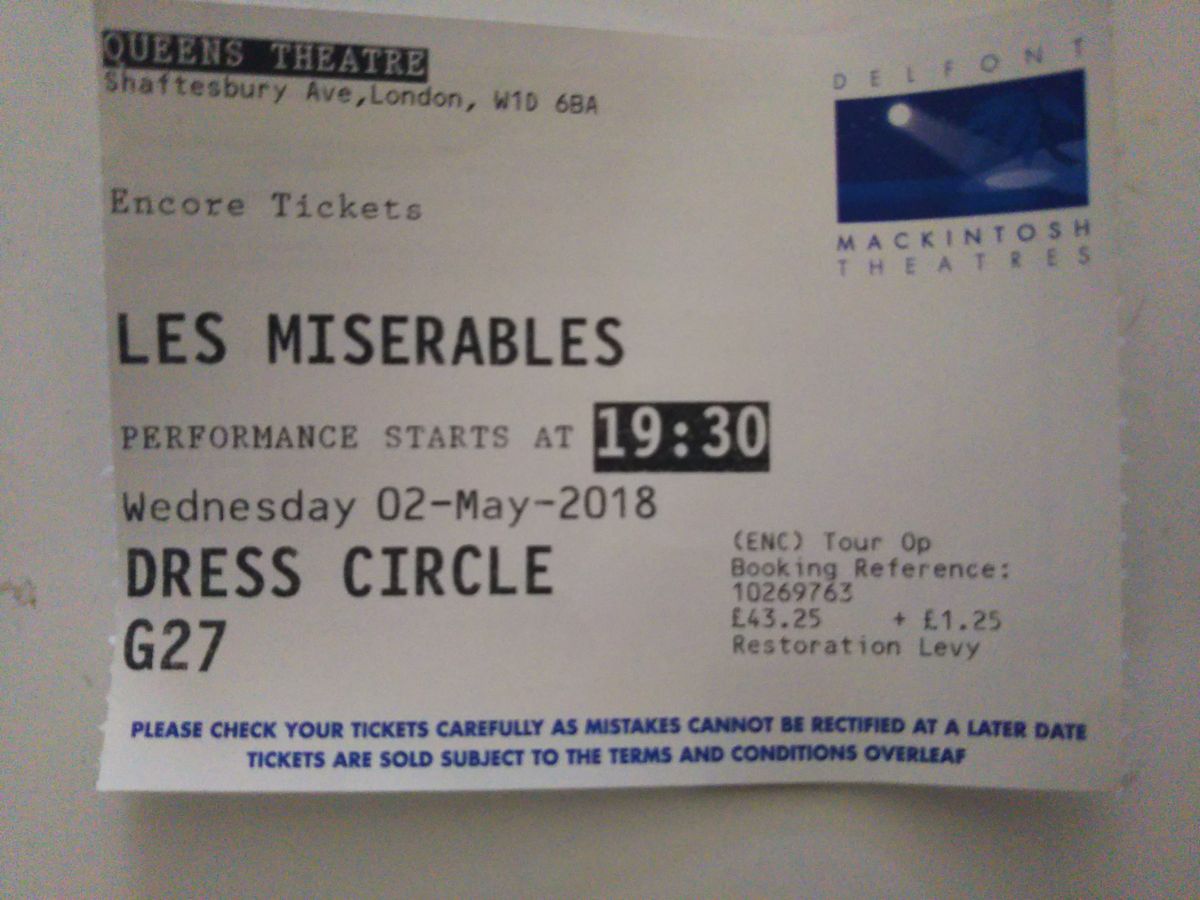 QUEENS THEATRE
Shaftesbury Ave,London, W1D 6BA
DELFONT
MACKINTOSH
THEATRES
Encore Tickets
LES MISERABLES
PERFORMANCE STARTS AT 19:30
Wednesday 02-May-2018
DRESS CIRCLE
G27
(ENC) Tour Op
Booking Reference:
10269763
£43.25 + £1.25
Restoration Levy
PLEASE CHECK YOUR TICKETS CAREFULLY AS MISTAKES CANNOT BE RECTIFIED AT A LATER DATE
TICKETS ARE SOLD SUBJECT TO THE TERMS AND CONDITIONS OVERLEAF